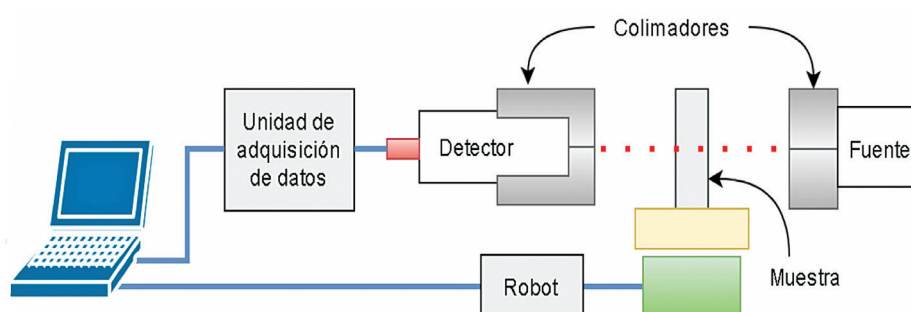 Colimadores
Unidad de
adquisición
de datos
Detector
Fuente
Muestra
Robot